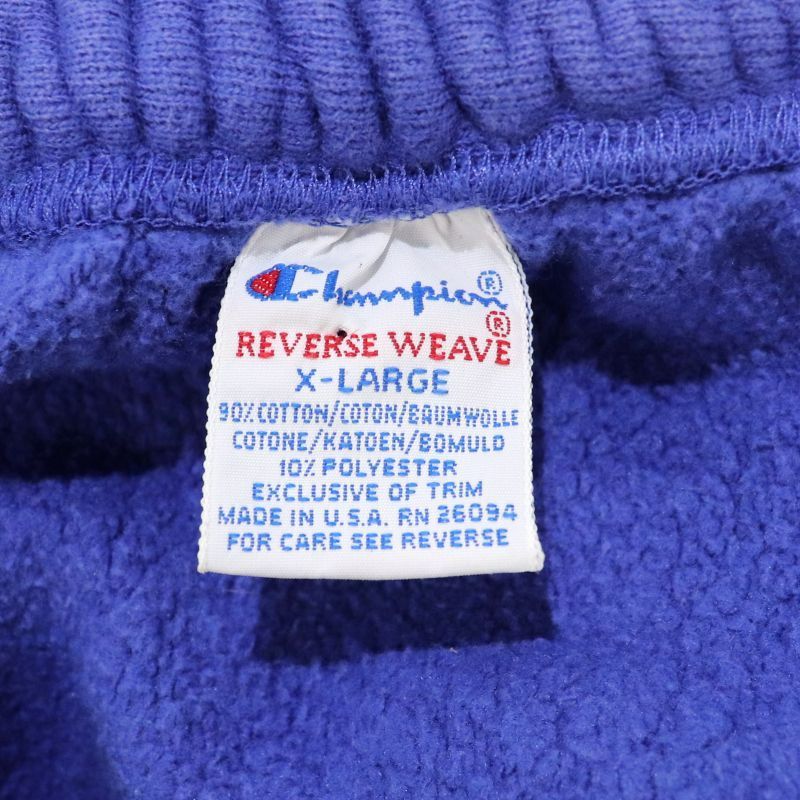 Champion®
REVERSE WEAVE®
X-LARGE
90% COTTON/COTON/BAUMWOLLE
COTONE/KATOEN/BOMULD
10% POLYESTER
EXCLUSIVE OF TRIM
MADE IN U.S.A. RN 26094
FOR CARE SEE REVERSE